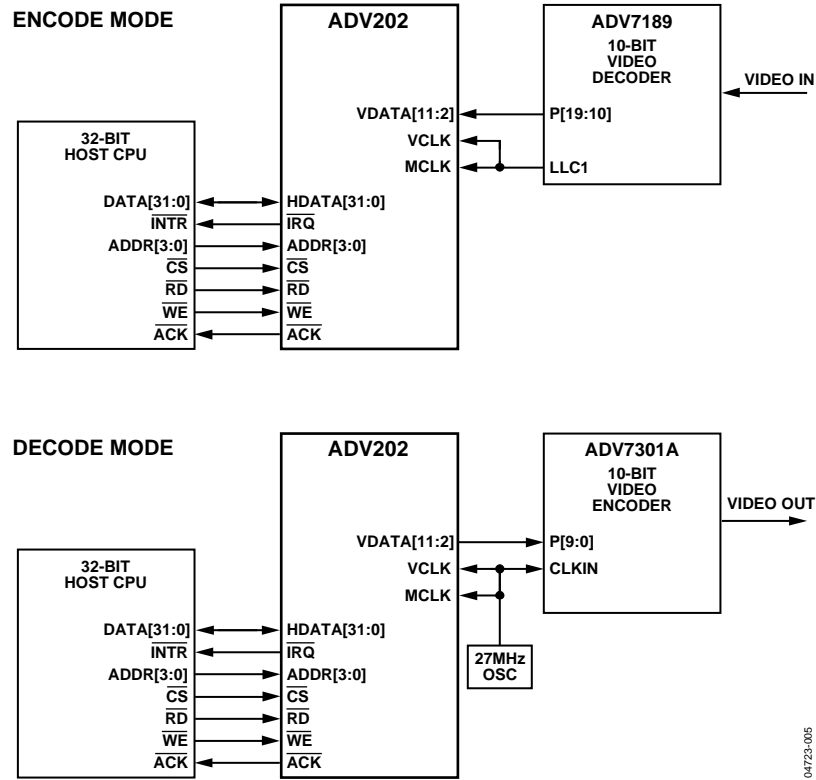 ENCODE MODE
ADV202
ADV7189
10-BIT
VIDEO
DECODER
VIDEO IN
VDATA[11:2]
P[19:10]
VCLK
MCLK
LLC1
32-BIT
HOST CPU
DATA[31:0]
HDATA[31:0]
INTR
IRQ
ADDR[3:0]
ADDR[3:0]
CS
CS
RD
RD
WE
WE
ACK
ACK
DECODE MODE
ADV202
ADV7301A
10-BIT
VIDEO
ENCODER
VIDEO OUT
VDATA[11:2]
P[9:0]
VCLK
CLKIN
MCLK
32-BIT
HOST CPU
27MHz
OSC
DATA[31:0]
HDATA[31:0]
INTR
IRQ
ADDR[3:0]
ADDR[3:0]
CS
CS
RD
RD
WE
WE
ACK
ACK
04723-005